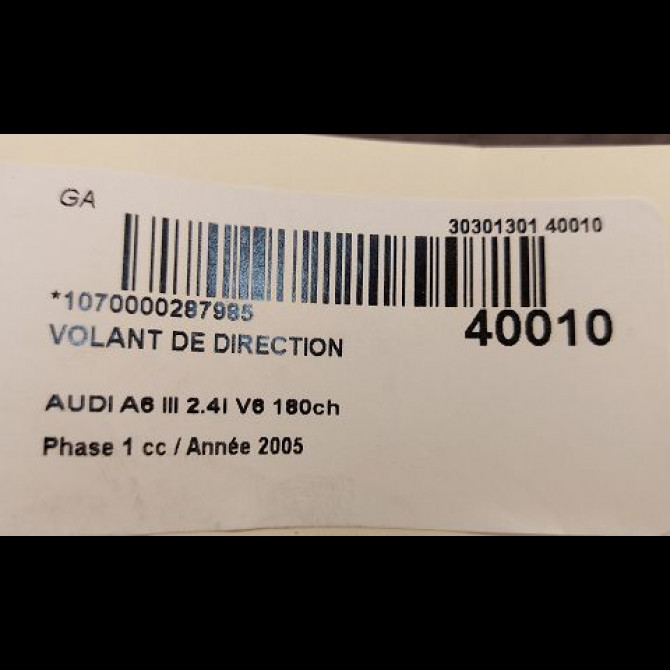 GA
30301301 40010
*1070000287985
40010
VOLANT DE DIRECTION
AUDI A6 III 2.4I V6 180ch
Phase 1 cc / Année 2005